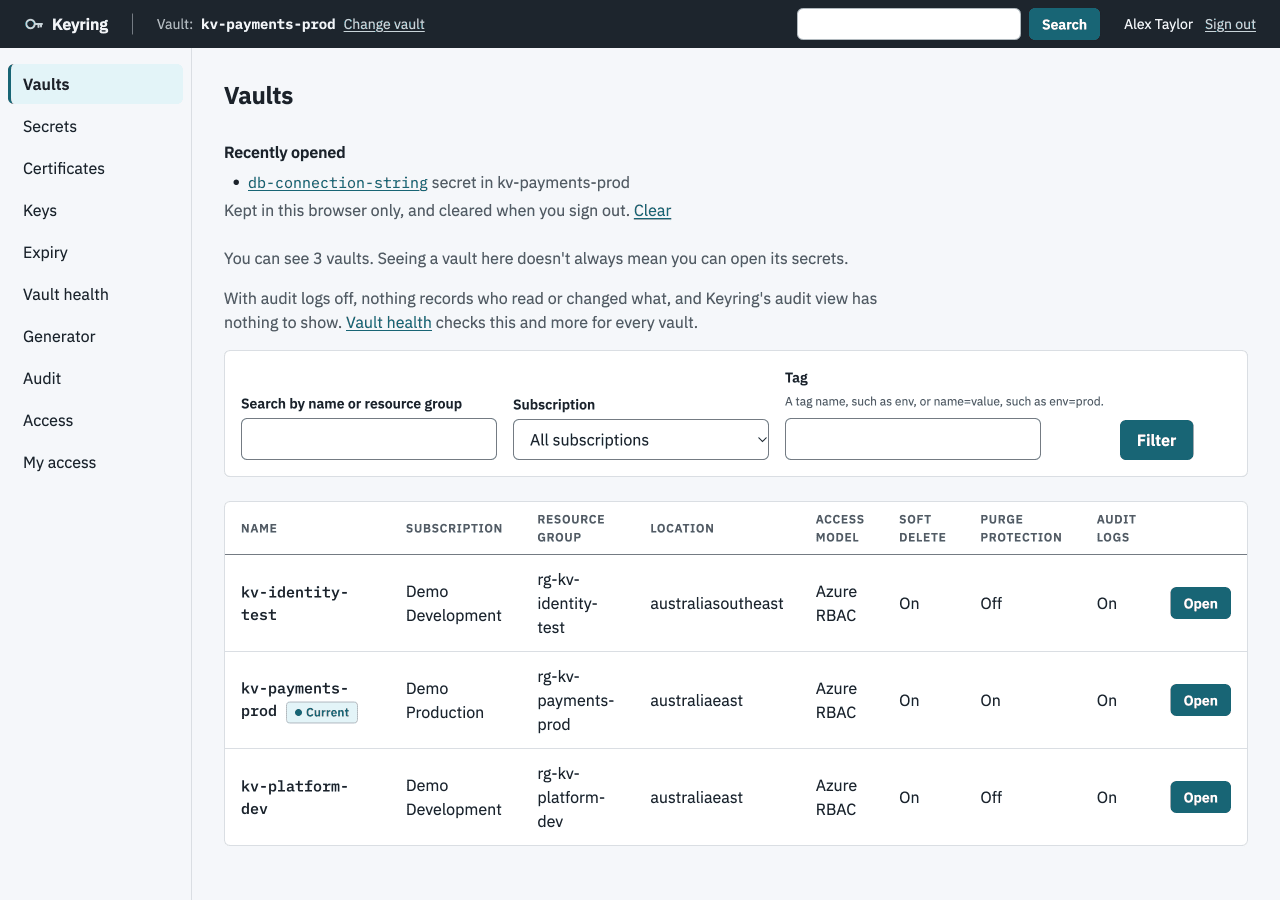 Keyring
Vault: kv-payments-prod Change vault
Search
Alex Taylor Sign out
Vaults
Secrets
Certificates
Keys
Expiry
Vault health
Generator
Audit
Access
My access
Vaults
Recently opened
db-connection-string secret in kv-payments-prod
Kept in this browser only, and cleared when you sign out. Clear
You can see 3 vaults. Seeing a vault here doesn't always mean you can open its secrets.
With audit logs off, nothing records who read or changed what, and Keyring's audit view has
nothing to show. Vault health checks this and more for every vault.
Search by name or resource group
Subscription
All subscriptions
Tag
A tag name, such as env, or name=value, such as env=prod.
Filter
NAME
SUBSCRIPTION
RESOURCE
GROUP
LOCATION
ACCESS
MODEL
SOFT
DELETE
PURGE
PROTECTION
AUDIT
LOGS
kv-identity-
test
Demo
Development
rg-kv-
identity-
test
australiasoutheast
Azure
RBAC
On
Off
On
Open
kv-payments-
prod
Current
Demo
Production
rg-kv-
payments-
prod
australiaeast
Azure
RBAC
On
On
On
Open
kv-platform-
dev
Demo
Development
rg-kv-
platform-
dev
australiaeast
Azure
RBAC
On
Off
On
Open